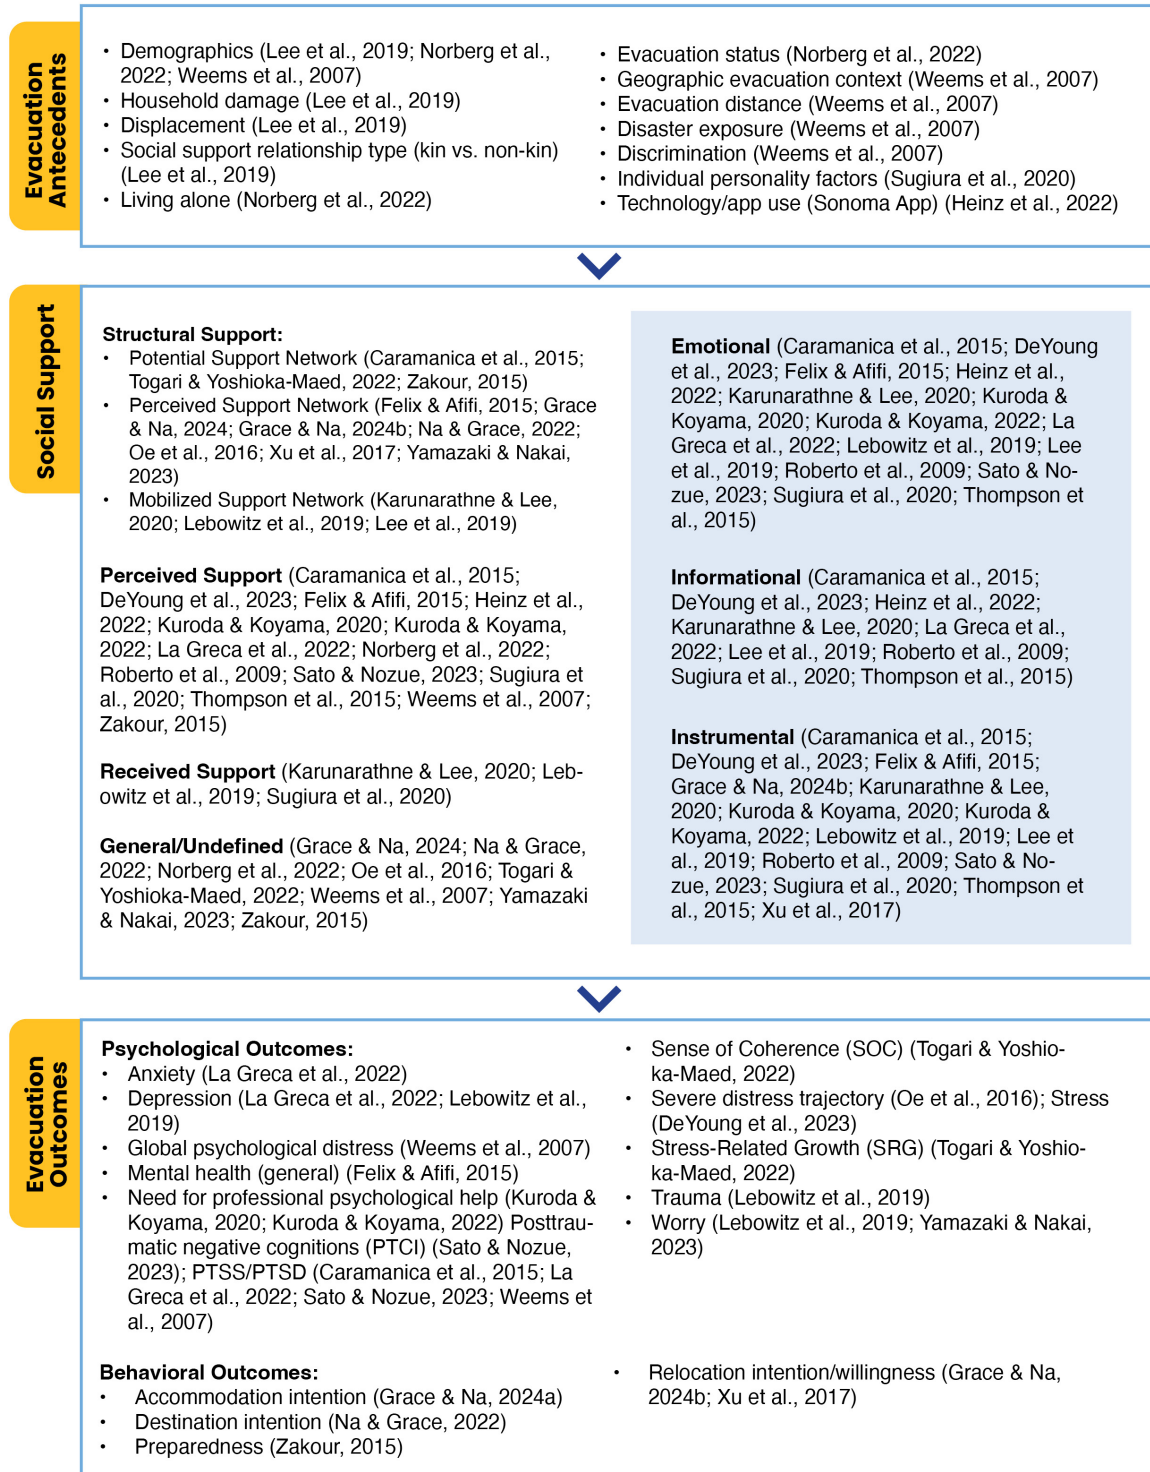 Evacuation
Antecedents
• Demographics (Lee et al., 2019; Norberg et al.,
2022; Weems et al., 2007)
• Household damage (Lee et al., 2019)
• Displacement (Lee et al., 2019)
• Social support relationship type (kin vs. non-kin)
(Lee et al., 2019)
• Living alone (Norberg et al., 2022)
• Evacuation status (Norberg et al., 2022)
• Geographic evacuation context (Weems et al., 2007)
• Evacuation distance (Weems et al., 2007)
• Disaster exposure (Weems et al., 2007)
• Discrimination (Weems et al., 2007)
• Individual personality factors (Sugiura et al., 2020)
• Technology/app use (Sonoma App) (Heinz et al., 2022)
Social Support
Structural Support:
• Potential Support Network (Caramanica et al., 2015;
Togari & Yoshioka-Maed, 2022; Zakour, 2015)
• Perceived Support Network (Felix & Afifi, 2015; Grace
& Na, 2024; Grace & Na, 2024b; Na & Grace, 2022;
Oe et al., 2016; Xu et al., 2017; Yamazaki & Nakai,
2023)
• Mobilized Support Network (Karunarathne & Lee,
2020; Lebowitz et al., 2019; Lee et al., 2019)
Perceived Support (Caramanica et al., 2015;
DeYoung et al., 2023; Felix & Afifi, 2015; Heinz et al.,
2022; Kuroda & Koyama, 2020; Kuroda & Koyama,
2022; La Greca et al., 2022; Norberg et al., 2022;
Roberto et al., 2009; Sato & Nozue, 2023; Sugiura et
al., 2020; Thompson et al., 2015; Weems et al., 2007;
Zakour, 2015)
Received Support (Karunarathne & Lee, 2020; Leb-
owitz et al., 2019; Sugiura et al., 2020)
General/Undefined (Grace & Na, 2024; Na & Grace,
2022; Norberg et al., 2022; Oe et al., 2016; Togari &
Yoshioka-Maed, 2022; Weems et al., 2007; Yamazaki
& Nakai, 2023; Zakour, 2015)
Emotional (Caramanica et al., 2015; DeYoung
et al., 2023; Felix & Afifi, 2015; Heinz et al.,
2022; Karunarathne & Lee, 2020; Kuroda &
Koyama, 2020; Kuroda & Koyama, 2022; La
Greca et al., 2022; Lebowitz et al., 2019; Lee
et al., 2019; Roberto et al., 2009; Sato & No-
zue, 2023; Sugiura et al., 2020; Thompson et
al., 2015)
Informational (Caramanica et al., 2015;
DeYoung et al., 2023; Heinz et al., 2022;
Karunarathne & Lee, 2020; La Greca et al.,
2022; Lee et al., 2019; Roberto et al., 2009;
Sugiura et al., 2020; Thompson et al., 2015)
Instrumental (Caramanica et al., 2015;
DeYoung et al., 2023; Felix & Afifi, 2015;
Grace & Na, 2024b; Karunarathne & Lee,
2020; Kuroda & Koyama, 2020; Kuroda &
Koyama, 2022; Lebowitz et al., 2019; Lee et
al., 2019; Roberto et al., 2009; Sato & No-
zue, 2023; Sugiura et al., 2020; Thompson et
al., 2015; Xu et al., 2017)
Evacuation
Outcomes
Psychological Outcomes:
• Anxiety (La Greca et al., 2022)
• Depression (La Greca et al., 2022; Lebowitz et al.,
2019)
• Global psychological distress (Weems et al., 2007)
• Mental health (general) (Felix & Afifi, 2015)
• Need for professional psychological help (Kuroda &
Koyama, 2020; Kuroda & Koyama, 2022) Posttrau-
matic negative cognitions (PTCI) (Sato & Nozue,
2023); PTSS/PTSD (Caramanica et al., 2015; La
Greca et al., 2022; Sato & Nozue, 2023; Weems et
al., 2007)
• Sense of Coherence (SOC) (Togari & Yoshio-
ka-Maed, 2022)
• Severe distress trajectory (Oe et al., 2016); Stress
(DeYoung et al., 2023)
• Stress-Related Growth (SRG) (Togari & Yoshio-
ka-Maed, 2022)
• Trauma (Lebowitz et al., 2019)
• Worry (Lebowitz et al., 2019; Yamazaki & Nakai,
2023)
Behavioral Outcomes:
• Accommodation intention (Grace & Na, 2024a)
• Destination intention (Na & Grace, 2022)
• Preparedness (Zakour, 2015)
• Relocation intention/willingness (Grace & Na,
2024b; Xu et al., 2017)